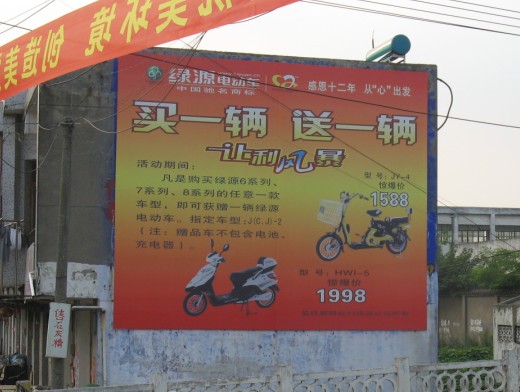 美环境 创造美
绿源电动车
中国驰名商标
感恩十二年 从“心”出发
买一辆 送一辆
让利风暴
活动期间：
凡是购买绿源6系列、
7系列、8系列的任意一款
车型，即可获赠一辆绿源
电动车。指定车型：J(C.J)-2
（注：赠品车不包含电池、
充电器）。
型号：JY-4
惊爆价
1588
型号：HWI-5
惊爆价
1998